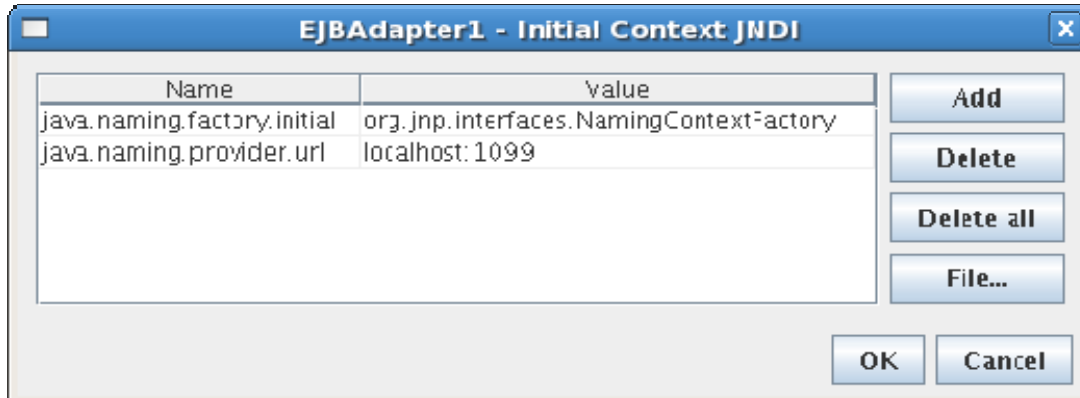 EJBAdapter1 - Initial Context JNDI
Name Value
java.naming.factory.initial org.jnp.interfaces.NamingContextFactory
java.naming.provider.url localhost:1099
Add
Delete
Delete all
File...
OK Cancel